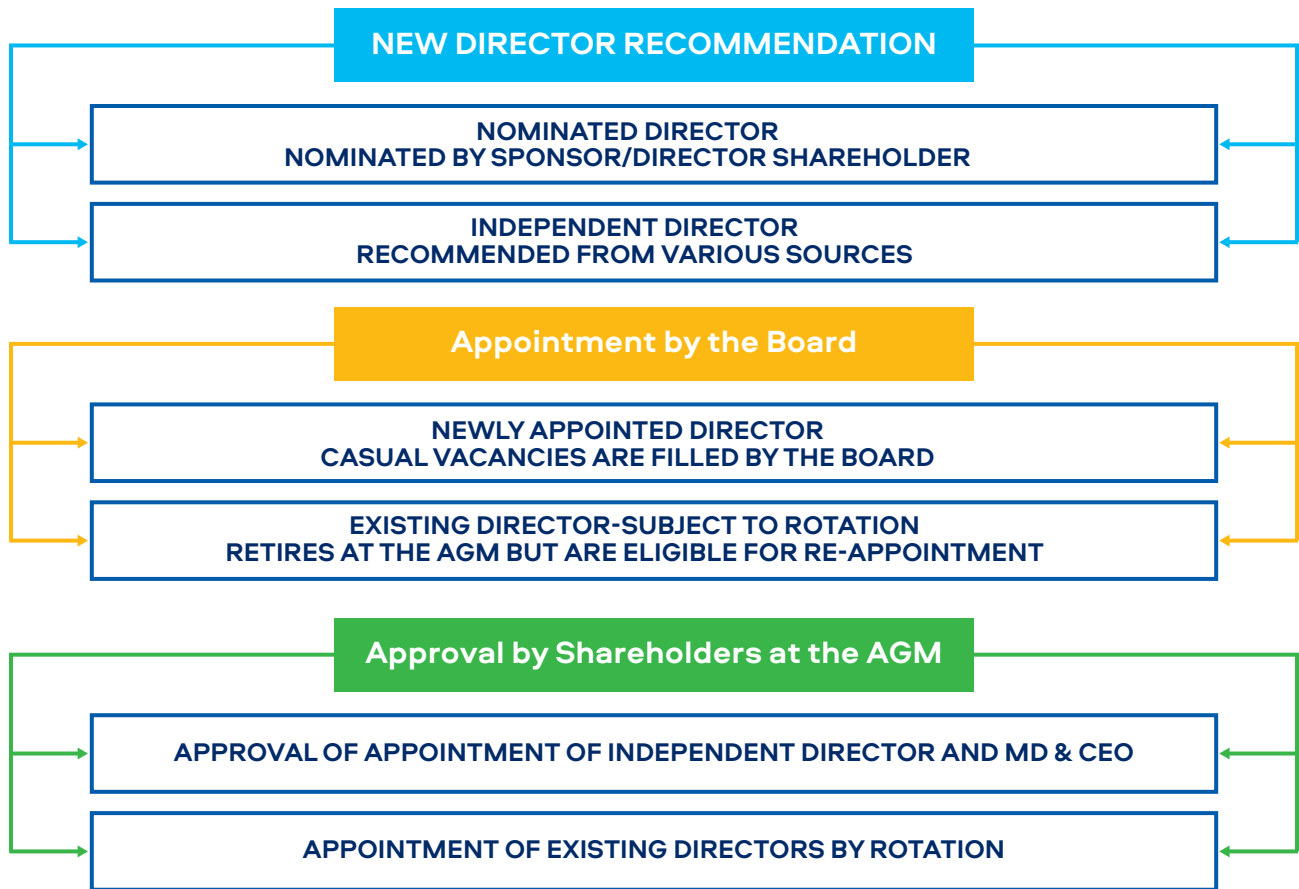 NEW DIRECTOR RECOMMENDATION
NOMINATED DIRECTOR
NOMINATED BY SPONSOR/DIRECTOR SHAREHOLDER
INDEPENDENT DIRECTOR
RECOMMENDED FROM VARIOUS SOURCES
Appointment by the Board
NEWLY APPOINTED DIRECTOR
CASUAL VACANCIES ARE FILLED BY THE BOARD
EXISTING DIRECTOR-SUBJECT TO ROTATION
RETIRES AT THE AGM BUT ARE ELIGIBLE FOR RE-APPOINTMENT
Approval by Shareholders at the AGM
APPROVAL OF APPOINTMENT OF INDEPENDENT DIRECTOR AND MD & CEO
APPOINTMENT OF EXISTING DIRECTORS BY ROTATION